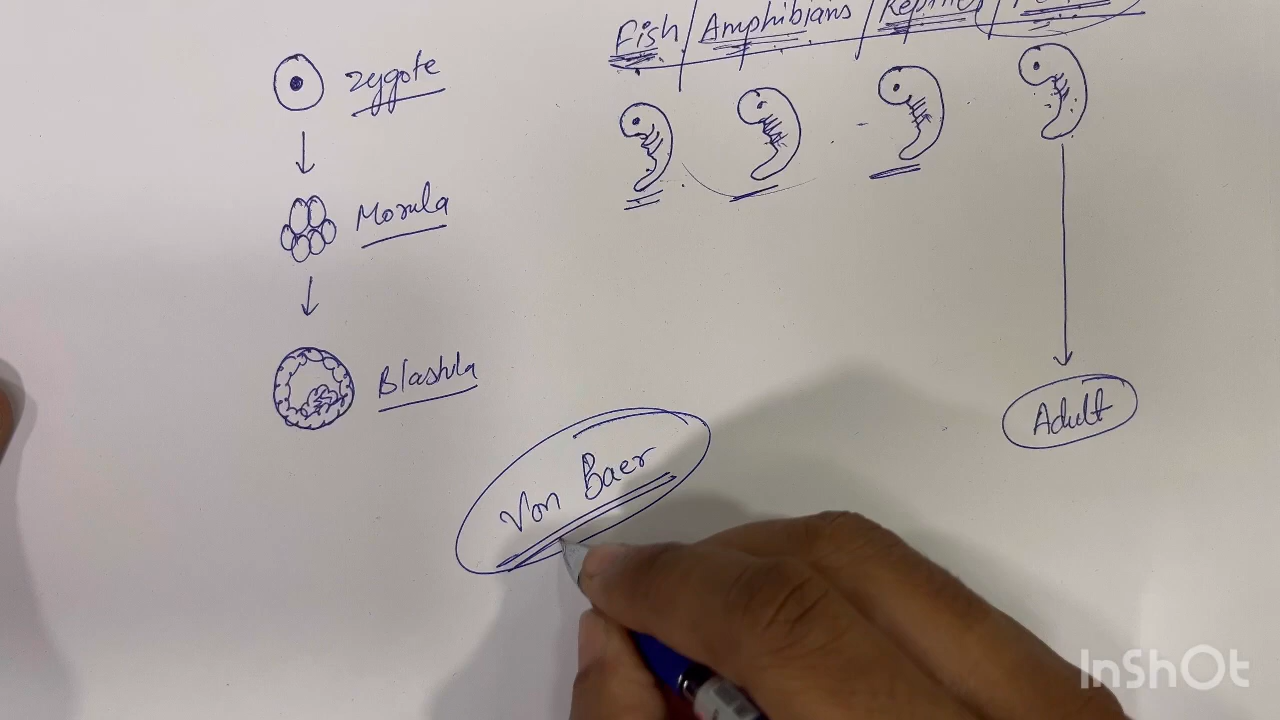 Fish / Amphibians / Reptiles /
Zygote
Morula
Blastula
Adult
Von Baer
InShOt